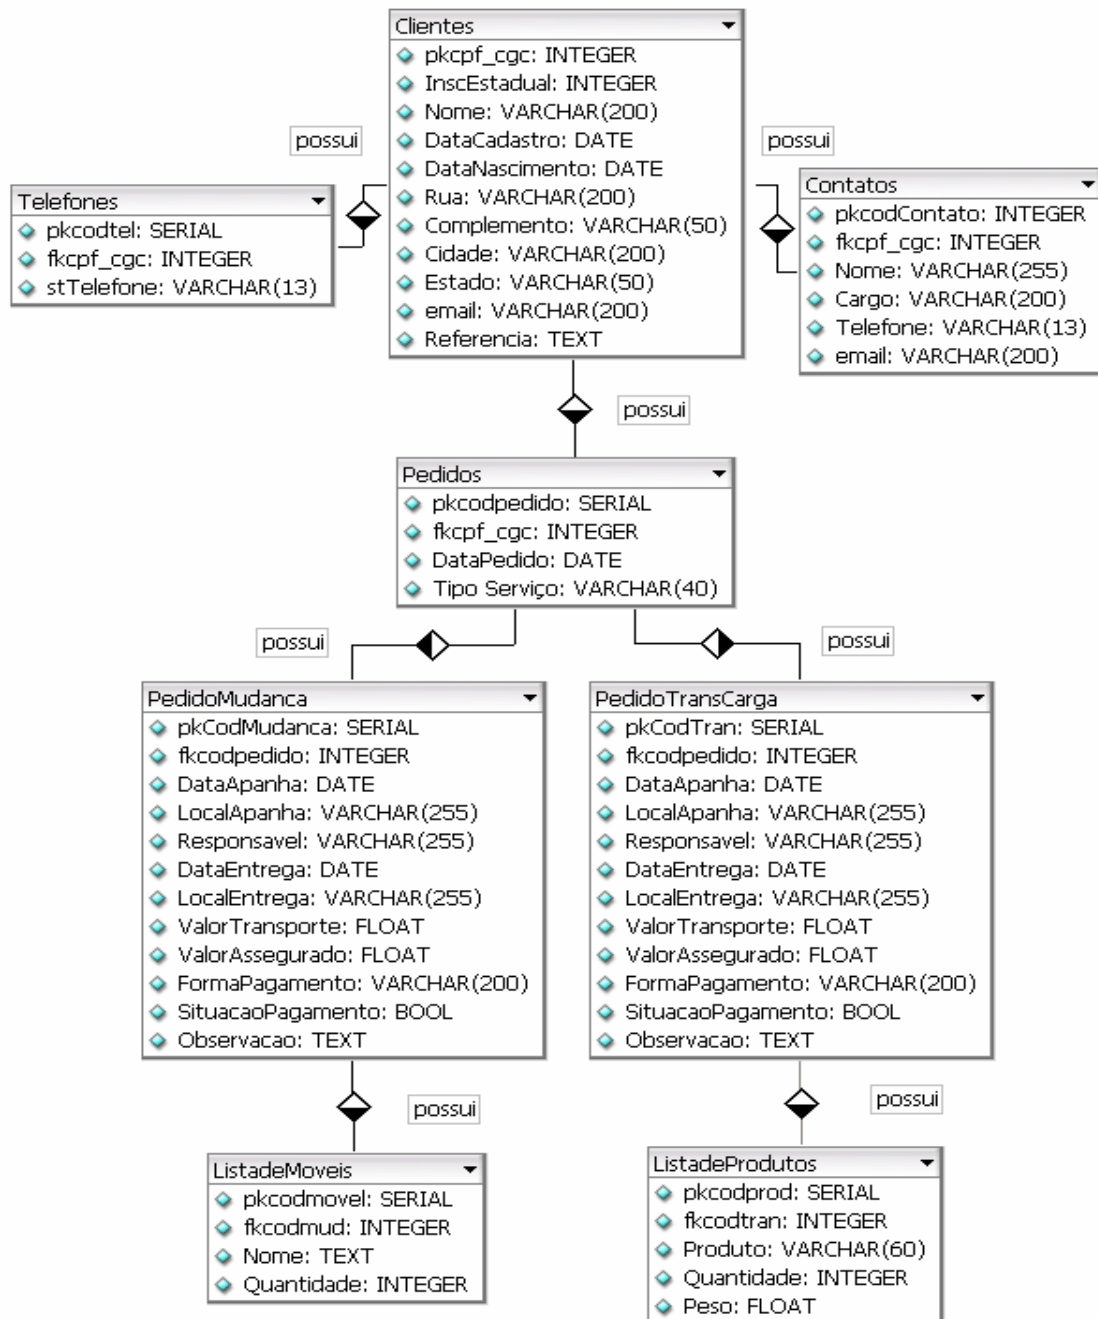 Clientes
pkcpf_cgc: INTEGER
InscEstadual: INTEGER
Nome: VARCHAR(200)
DataCadastro: DATE
DataNascimento: DATE
Rua: VARCHAR(200)
Complemento: VARCHAR(50)
Cidade: VARCHAR(200)
Estado: VARCHAR(50)
email: VARCHAR(200)
Referencia: TEXT
possui
possui
Telefones
pkcodtel: SERIAL
fkcpf_cgc: INTEGER
stTelefone: VARCHAR(13)
Contatos
pkcodContato: INTEGER
fkcpf_cgc: INTEGER
Nome: VARCHAR(255)
Cargo: VARCHAR(200)
Telefone: VARCHAR(13)
email: VARCHAR(200)
possui
Pedidos
pkcodpedido: SERIAL
fkcpf_cgc: INTEGER
DataPedido: DATE
Tipo Serviço: VARCHAR(40)
possui
possui
PedidoMudanca
pkCodMudanca: SERIAL
fkcodpedido: INTEGER
DataApanha: DATE
LocalApanha: VARCHAR(255)
Responsavel: VARCHAR(255)
DataEntrega: DATE
LocalEntrega: VARCHAR(255)
ValorTransporte: FLOAT
ValorAssegurado: FLOAT
FormaPagamento: VARCHAR(200)
SituacaoPagamento: BOOL
Observacao: TEXT
PedidoTransCarga
pkCodTran: SERIAL
fkcodpedido: INTEGER
DataApanha: DATE
LocalApanha: VARCHAR(255)
Responsavel: VARCHAR(255)
DataEntrega: DATE
LocalEntrega: VARCHAR(255)
ValorTransporte: FLOAT
ValorAssegurado: FLOAT
FormaPagamento: VARCHAR(200)
SituacaoPagamento: BOOL
Observacao: TEXT
possui
possui
ListadeMoveis
pkcodmovel: SERIAL
fkcodmud: INTEGER
Nome: TEXT
Quantidade: INTEGER
ListadeProdutos
pkcodprod: SERIAL
fkcodtran: INTEGER
Produto: VARCHAR(60)
Quantidade: INTEGER
Peso: FLOAT